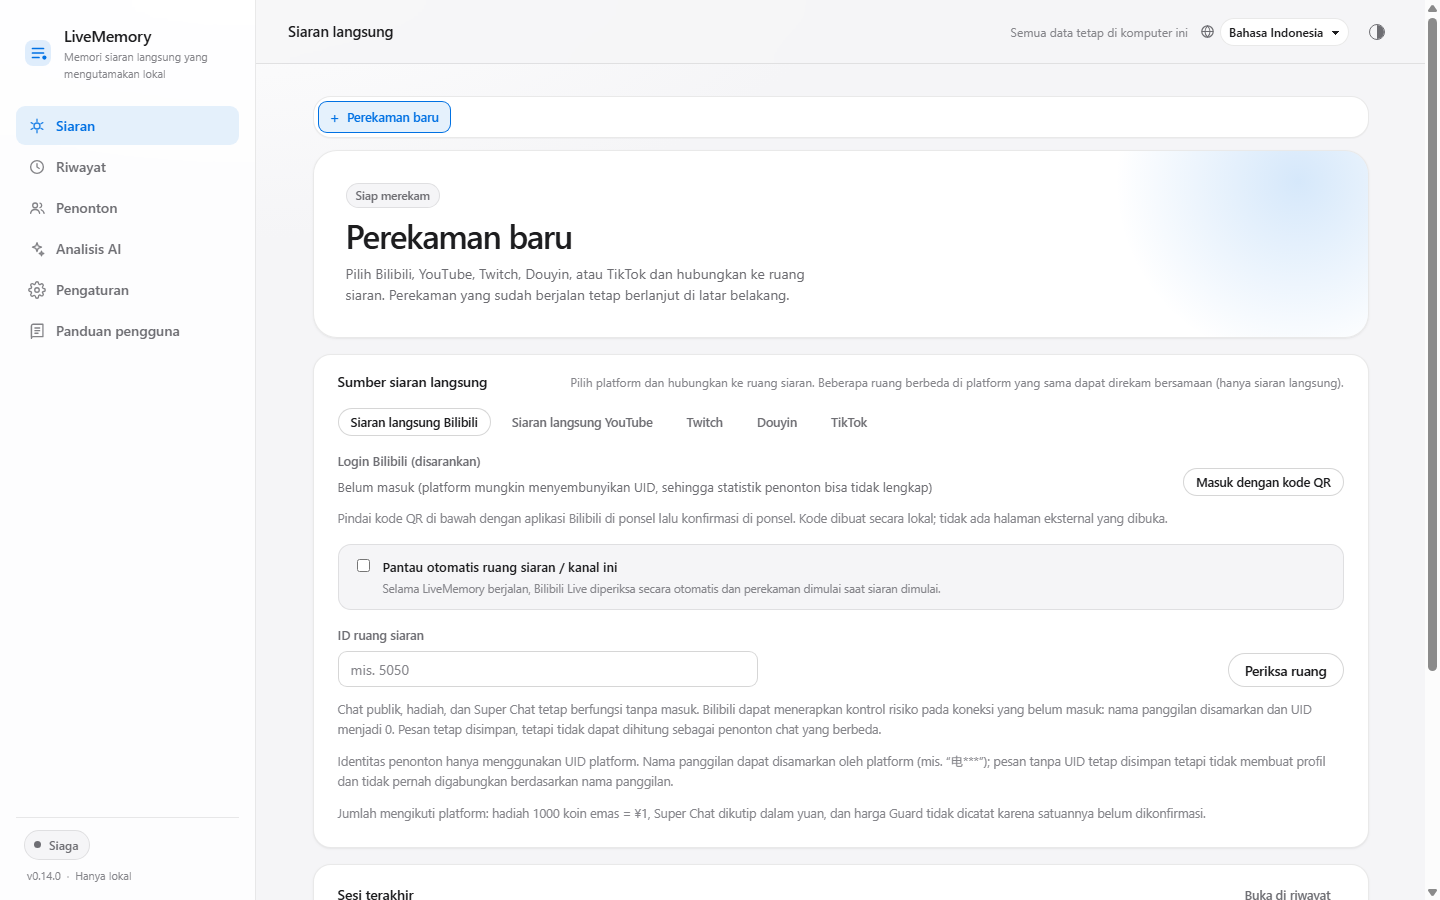 LiveMemory
Memori siaran langsung yang
mengutamakan lokal
Siaran
Riwayat
Penonton
Analisis AI
Pengaturan
Panduan pengguna
Siaga
v0.14.0 · Hanya lokal
Siaran langsung
Semua data tetap di komputer ini
Bahasa Indonesia
+ Perekaman baru
Siap merekam
Perekaman baru
Pilih Bilibili, YouTube, Twitch, Douyin, atau TikTok dan hubungkan ke ruang
siaran. Perekaman yang sudah berjalan tetap berlanjut di latar belakang.
Sumber siaran langsung
Pilih platform dan hubungkan ke ruang siaran. Beberapa ruang berbeda di platform yang sama dapat direkam bersamaan (hanya siaran langsung).
Siaran langsung Bilibili
Siaran langsung YouTube
Twitch
Douyin
TikTok
Login Bilibili (disarankan)
Belum masuk (platform mungkin menyembunyikan UID, sehingga statistik penonton bisa tidak lengkap)
Masuk dengan kode QR
Pindai kode QR di bawah dengan aplikasi Bilibili di ponsel lalu konfirmasi di ponsel. Kode dibuat secara lokal; tidak ada halaman eksternal yang dibuka.
Pantau otomatis ruang siaran / kanal ini
Selama LiveMemory berjalan, Bilibili Live diperiksa secara otomatis dan perekaman dimulai saat siaran dimulai.
ID ruang siaran
mis. 5050
Periksa ruang
Chat publik, hadiah, dan Super Chat tetap berfungsi tanpa masuk. Bilibili dapat menerapkan kontrol risiko pada koneksi yang belum masuk: nama panggilan disamarkan dan UID
menjadi 0. Pesan tetap disimpan, tetapi tidak dapat dihitung sebagai penonton chat yang berbeda.
Identitas penonton hanya menggunakan UID platform. Nama panggilan dapat disamarkan oleh platform (mis. “电***”); pesan tanpa UID tetap disimpan tetapi tidak membuat profil
dan tidak pernah digabungkan berdasarkan nama panggilan.
Jumlah mengikuti platform: hadiah 1000 koin emas = ¥1, Super Chat dikutip dalam yuan, dan harga Guard tidak dicatat karena satuannya belum dikonfirmasi.
Sesi terakhir
Buka di riwayat